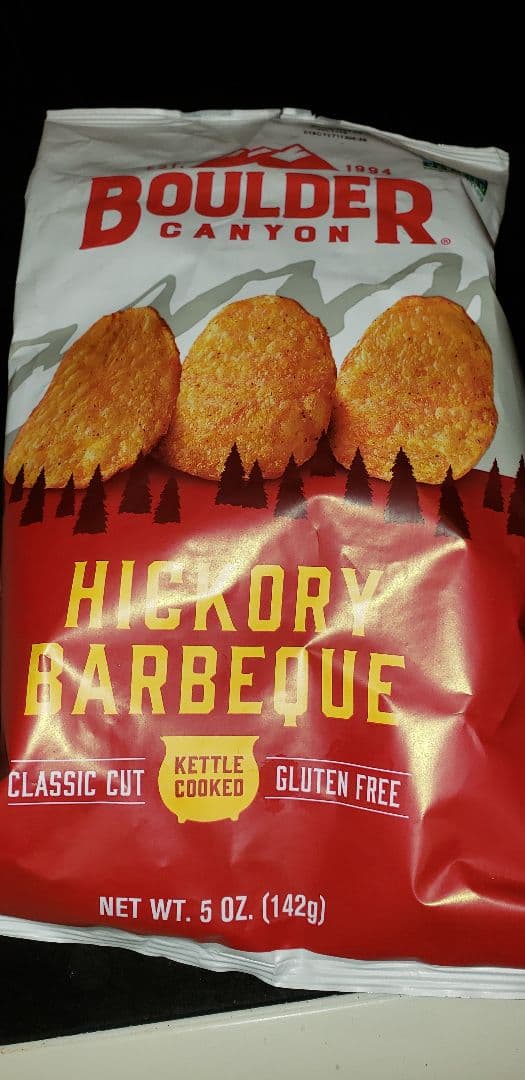 EST. 1994
BOULDER
CANYON®
HICKORY
BARBEQUE
CLASSIC CUT
KETTLE
COOKED
GLUTEN FREE
NET WT. 5 OZ. (142g)